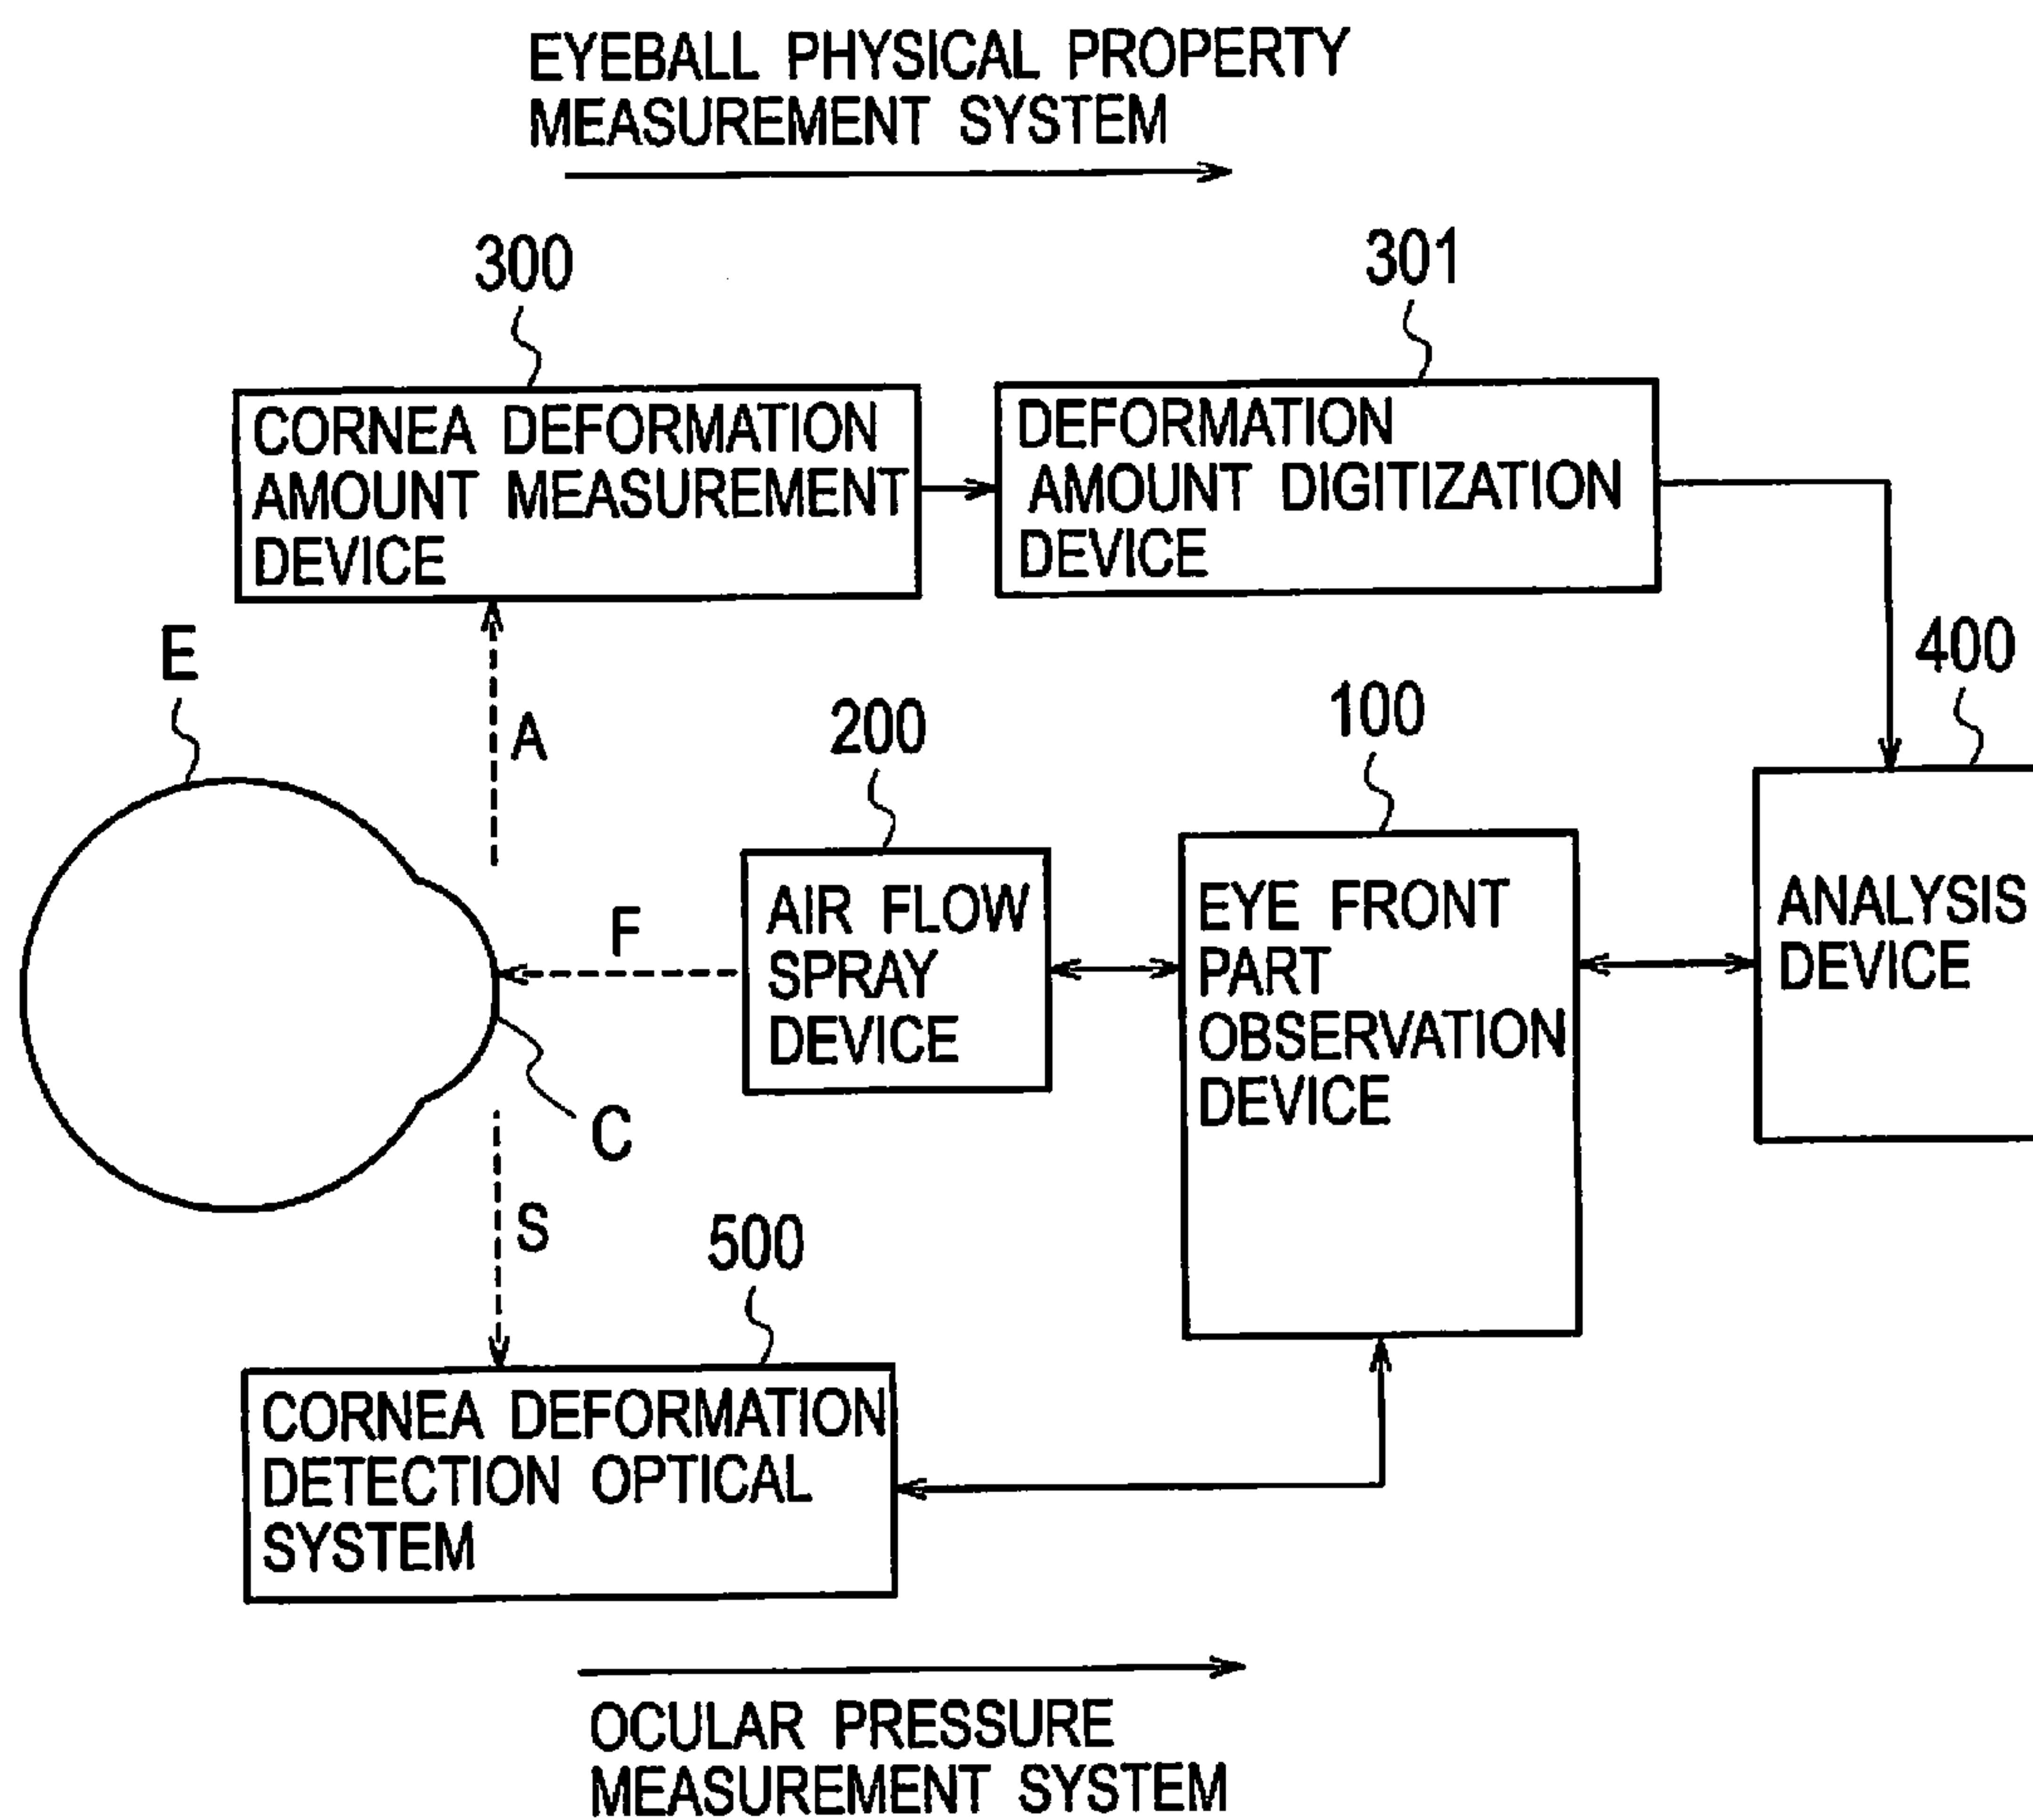 EYEBALL PHYSICAL PROPERTY
MEASUREMENT SYSTEM
300
301
CORNEA DEFORMATION
AMOUNT MEASUREMENT
DEVICE
DEFORMATION
AMOUNT DIGITIZATION
DEVICE
E
A
200
100
400
F
AIR FLOW
SPRAY
DEVICE
EYE FRONT
PART
OBSERVATION
DEVICE
ANALYSIS
DEVICE
C
S
500
CORNEA DEFORMATION
DETECTION OPTICAL
SYSTEM
OCULAR PRESSURE
MEASUREMENT SYSTEM